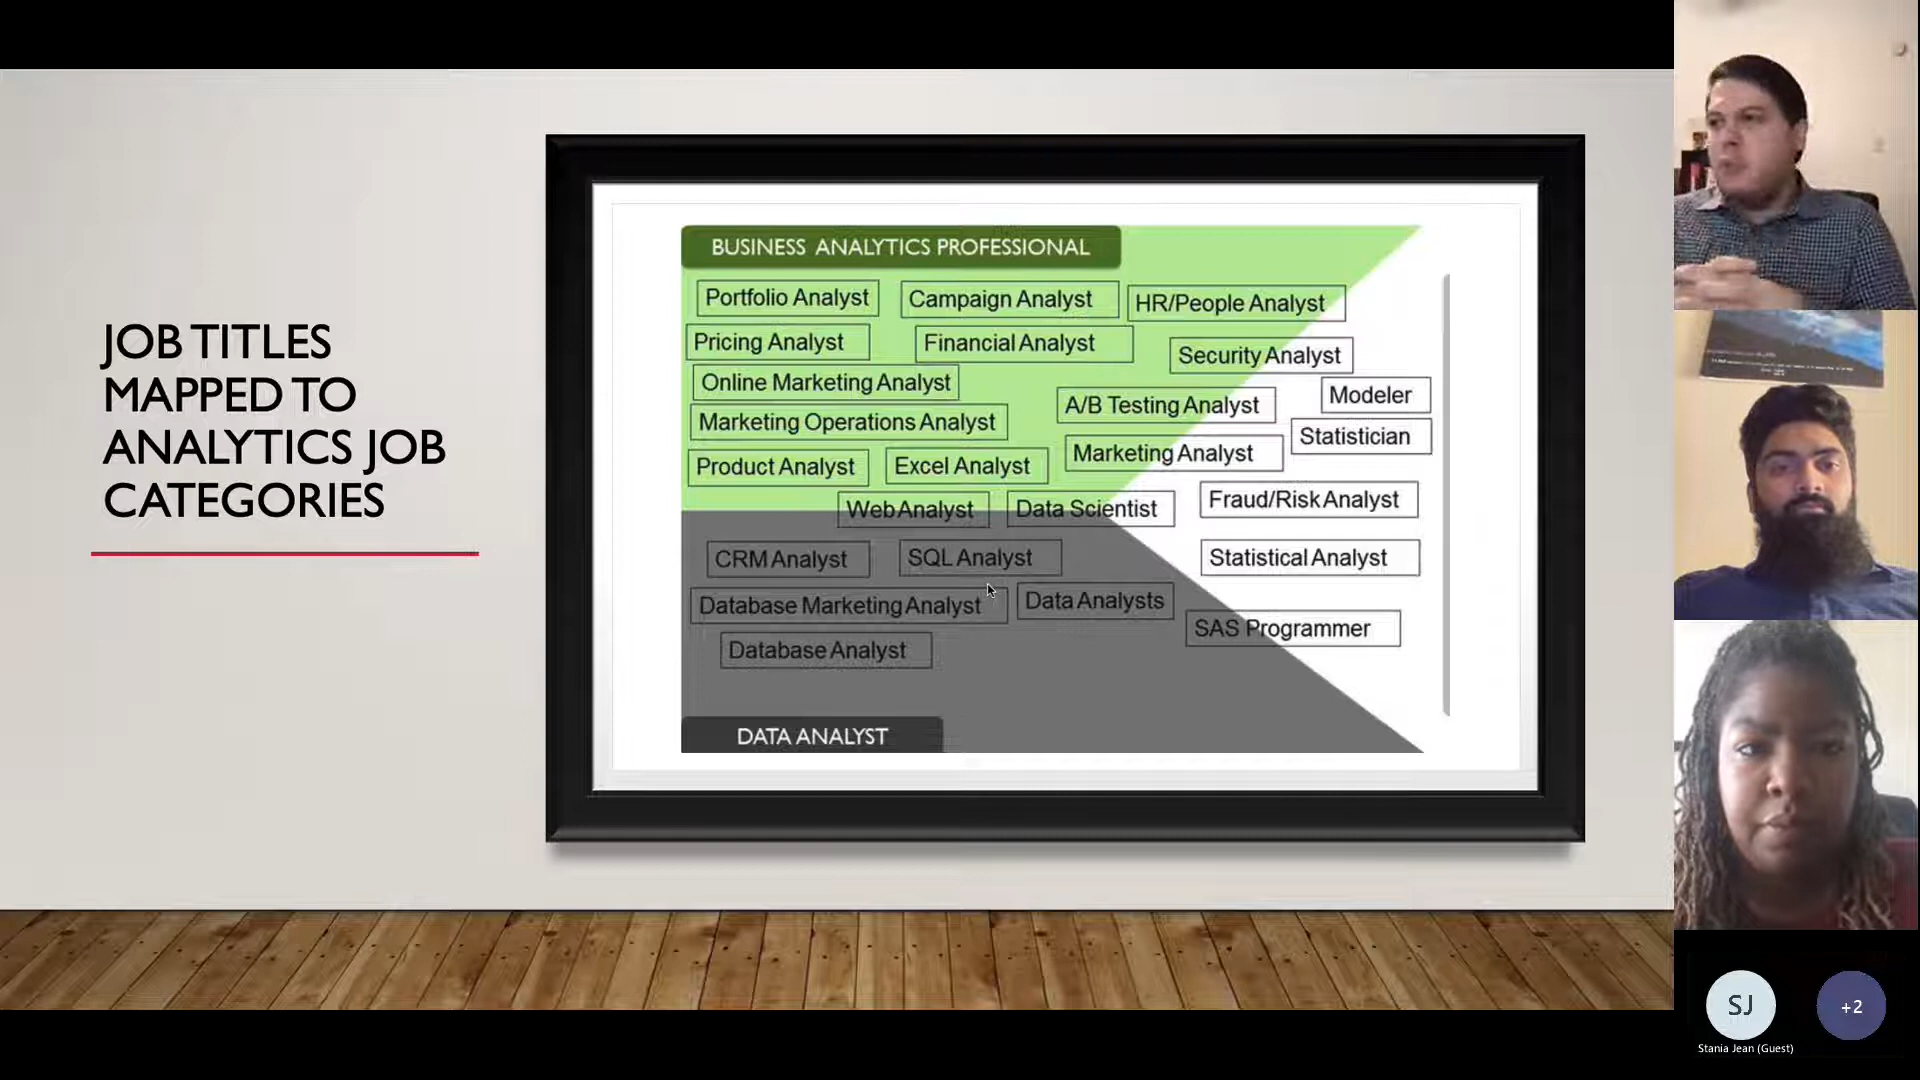 JOB TITLES
MAPPED TO
ANALYTICS JOB
CATEGORIES
BUSINESS ANALYTICS PROFESSIONAL
Portfolio Analyst
Campaign Analyst
HR/People Analyst
Pricing Analyst
Financial Analyst
Security Analyst
Online Marketing Analyst
Modeler
A/B Testing Analyst
Marketing Operations Analyst
Statistician
Marketing Analyst
Product Analyst
Excel Analyst
Fraud/Risk Analyst
Web Analyst
Data Scientist
CRM Analyst
SQL Analyst
Statistical Analyst
Database Marketing Analyst
Data Analysts
SAS Programmer
Database Analyst
DATA ANALYST
SJ
+2
Stania Jean (Guest)